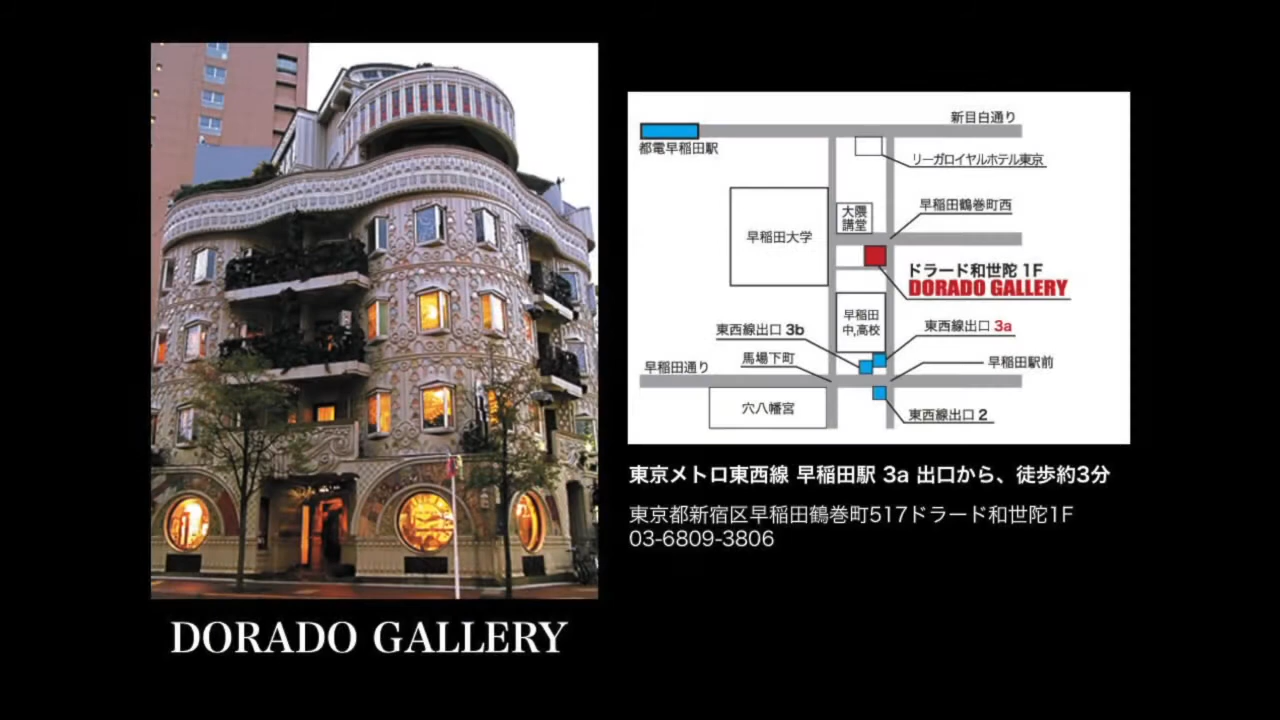 新目白通り
都電早稲田駅
リーガロイヤルホテル東京
早稲田鶴巻町西
大隈
講堂
早稲田大学
ドラード和世陀 1F
DORADO GALLERY
早稲田
中,高校
東西線出口 3b
東西線出口 3a
馬場下町
早稲田通り
早稲田駅前
穴八幡宮
東西線出口 2
東京メトロ東西線 早稲田駅 3a 出口から、徒歩約3分
東京都新宿区早稲田鶴巻町517ドラード和世陀1F
03-6809-3806
DORADO GALLERY